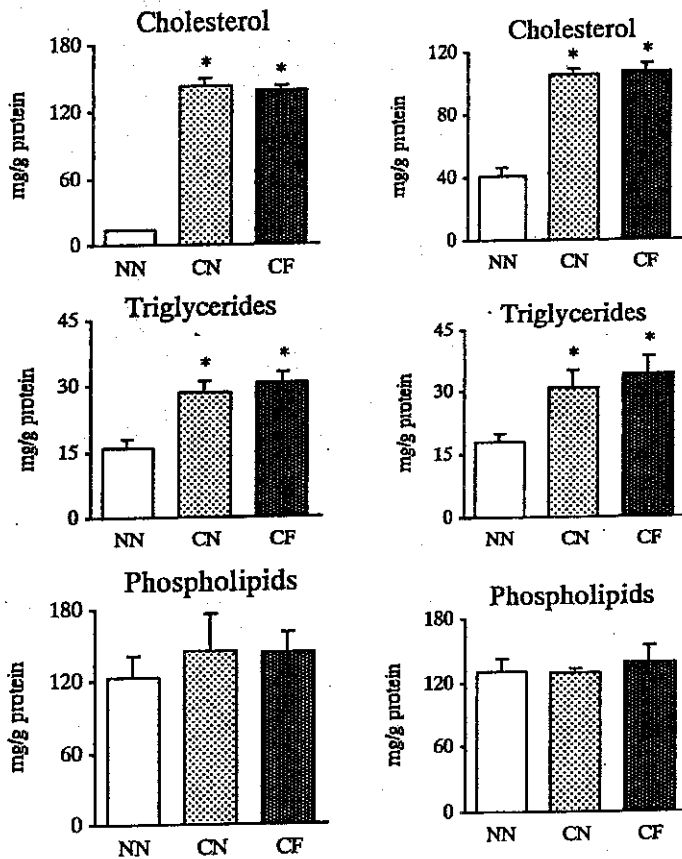 Cholesterol
180
120
60
0
mg/g protein
*
*
NN CN CF
Cholesterol
120
80
40
0
mg/g protein
*
*
NN CN CF
Triglycerides
45
30
15
0
mg/g protein
*
*
NN CN CF
Triglycerides
45
30
15
0
mg/g protein
*
*
NN CN CF
Phospholipids
180
120
60
0
mg/g protein
NN CN CF
Phospholipids
180
120
60
0
mg/g protein
NN CN CF